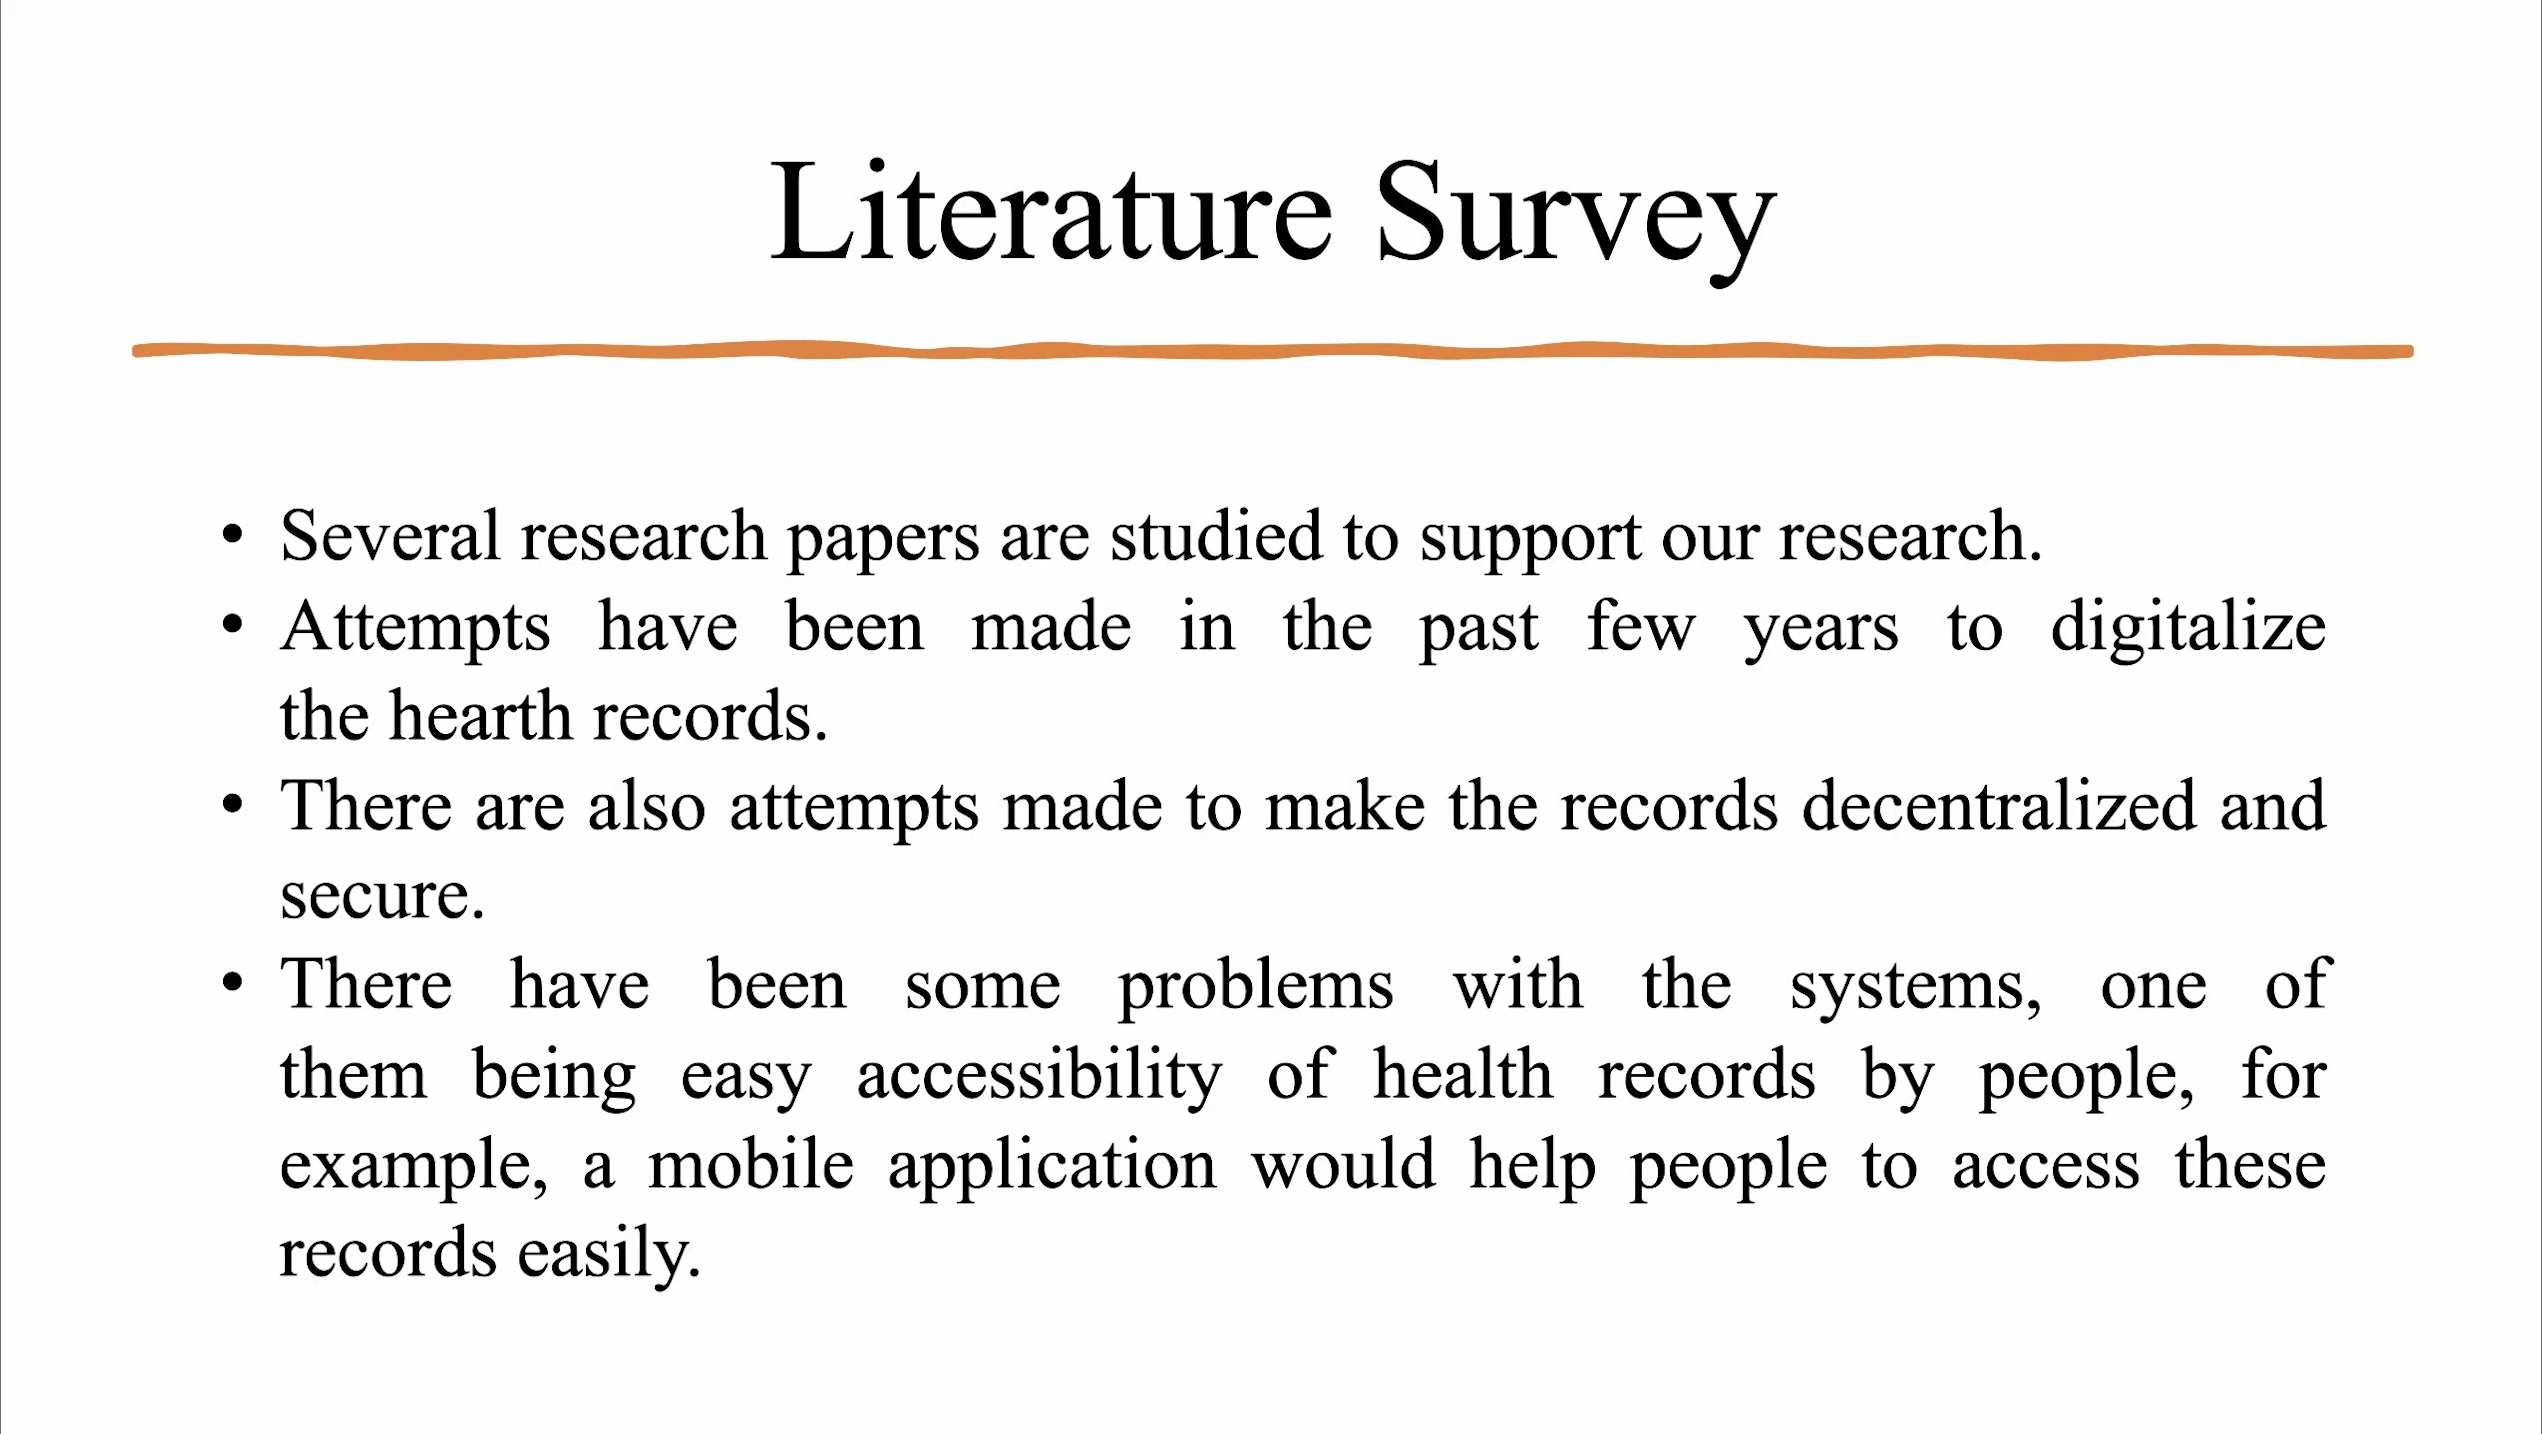 Literature Survey
• Several research papers are studied to support our research.
• Attempts have been made in the past few years to digitalize
the hearth records.
• There are also attempts made to make the records decentralized and
secure.
• There have been some problems with the systems, one of
them being easy accessibility of health records by people, for
example, a mobile application would help people to access these
records easily.